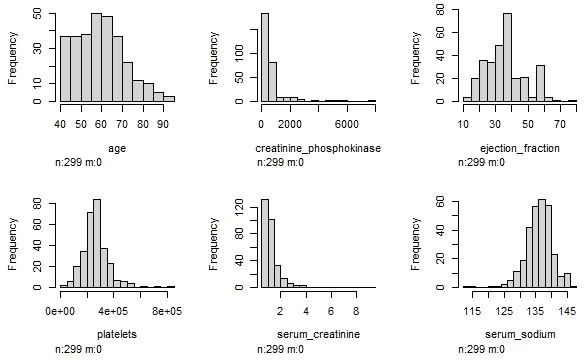 Frequency
0 10 30 50
40 50 60 70 80 90
age
n:299 m:0
Frequency
0 50 100
0 2000 6000
creatinine_phosphokinase
n:299 m:0
Frequency
0 20 40 60 80
10 30 50 70
ejection_fraction
n:299 m:0
Frequency
0 20 40 60 80
0e+00 4e+05 8e+05
platelets
n:299 m:0
Frequency
0 40 80 120
2 4 6 8
serum_creatinine
n:299 m:0
Frequency
0 20 40 60
115 125 135 145
serum_sodium
n:299 m:0